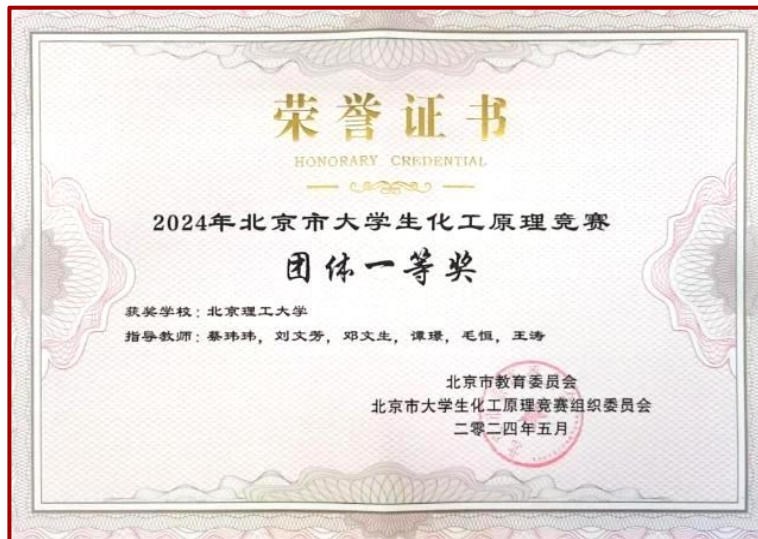 荣誉证书
HONORARY CREDENTIAL
2024年北京市大学生化工原理竞赛
团体一等奖
获奖学校：北京理工大学
指导教师：綦玮玮，刘文芳，邓文生，谭璟，毛恒，王涛
北京市教育委员会
北京市大学生化工原理竞赛组织委员会
二零二四年五月